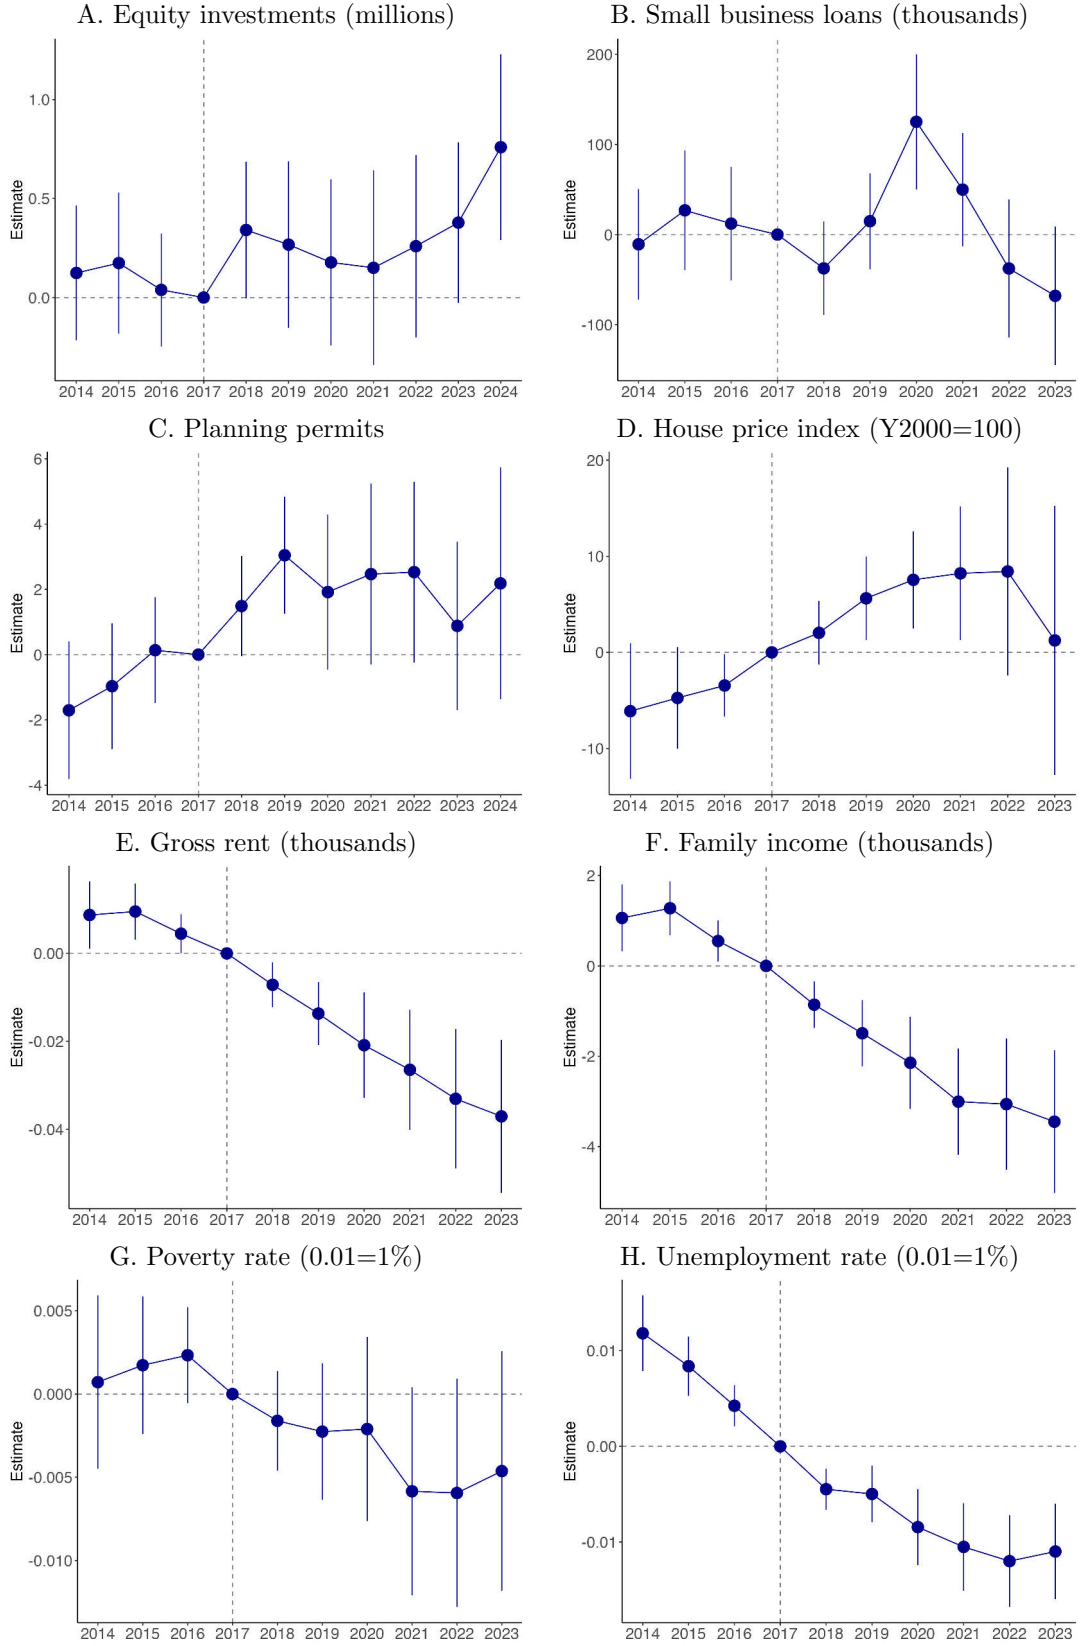 A. Equity investments (millions)
1.0
0.5
0.0
Estimate
2014 2015 2016 2017 2018 2019 2020 2021 2022 2023 2024
B. Small business loans (thousands)
200
100
0
-100
Estimate
2014 2015 2016 2017 2018 2019 2020 2021 2022 2023
C. Planning permits
6
4
2
0
-2
-4
Estimate
2014 2015 2016 2017 2018 2019 2020 2021 2022 2023 2024
D. House price index (Y2000=100)
20
10
0
-10
Estimate
2014 2015 2016 2017 2018 2019 2020 2021 2022 2023
E. Gross rent (thousands)
0.00
-0.02
-0.04
Estimate
2014 2015 2016 2017 2018 2019 2020 2021 2022 2023
F. Family income (thousands)
2
0
-2
-4
Estimate
2014 2015 2016 2017 2018 2019 2020 2021 2022 2023
G. Poverty rate (0.01=1%)
0.005
0.000
-0.005
-0.010
Estimate
2014 2015 2016 2017 2018 2019 2020 2021 2022 2023
H. Unemployment rate (0.01=1%)
0.01
0.00
-0.01
Estimate
2014 2015 2016 2017 2018 2019 2020 2021 2022 2023